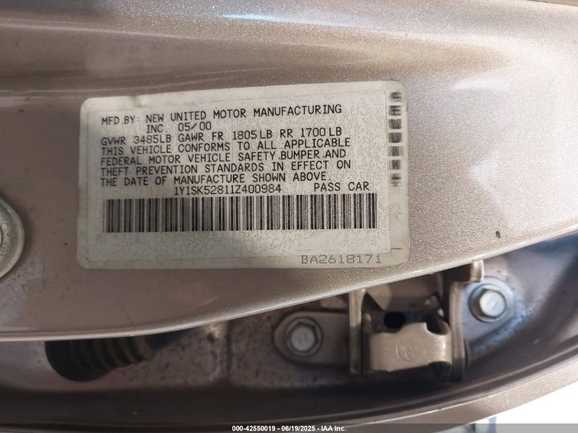 MFD BY: NEW UNITED MOTOR MANUFACTURING
INC. 05/00
GVWR 3485LB GAWR FR 1805LB RR 1700LB
THIS VEHICLE CONFORMS TO ALL APPLICABLE
FEDERAL MOTOR VEHICLE SAFETY, BUMPER, AND
THEFT PREVENTION STANDARDS IN EFFECT ON
THE DATE OF MANUFACTURE SHOWN ABOVE.
1Y1SK52811Z400984 PASS CAR
BA2618171
000-42550019 - 06/19/2025 - IAA Inc.